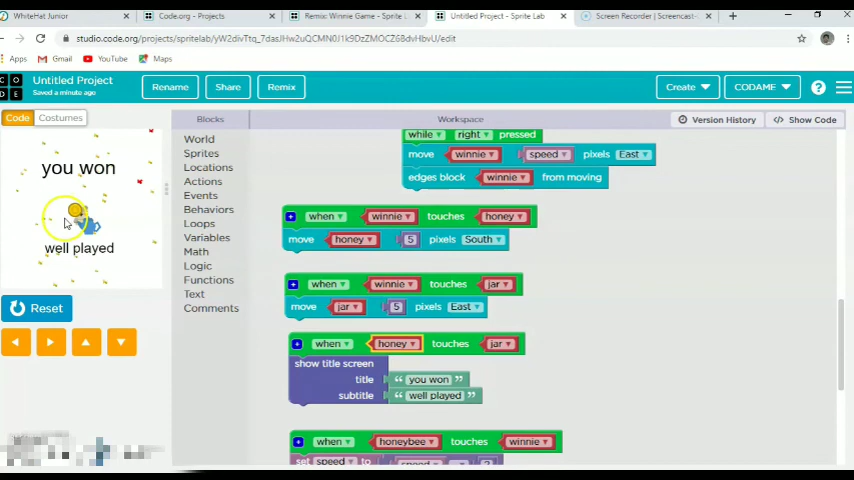 WhiteHat Junior
Code.org - Projects
Remix: Winnie Game - Sprite L
Untitled Project - Sprite Lab
Screen Recorder | Screencast-
studio.code.org/projects/spritelab/
Apps Gmail YouTube Maps
C O
D E
Untitled Project
Saved a minute ago
Rename Share Remix Create CODAME ?
Code Costumes Blocks Workspace Version History </> Show Code
you won
well played
Reset
World
Sprites
Locations
Actions
Events
Behaviors
Loops
Variables
Math
Logic
Functions
Text
Comments
while right pressed
move winnie speed pixels East
edges block winnie from moving
when winnie touches honey
move honey 5 pixels South
when winnie touches jar
move jar 5 pixels East
when honey touches jar
show title screen
title “ you won ”
subtitle “ well played ”
when honeybee touches winnie
set speed to speed - 2